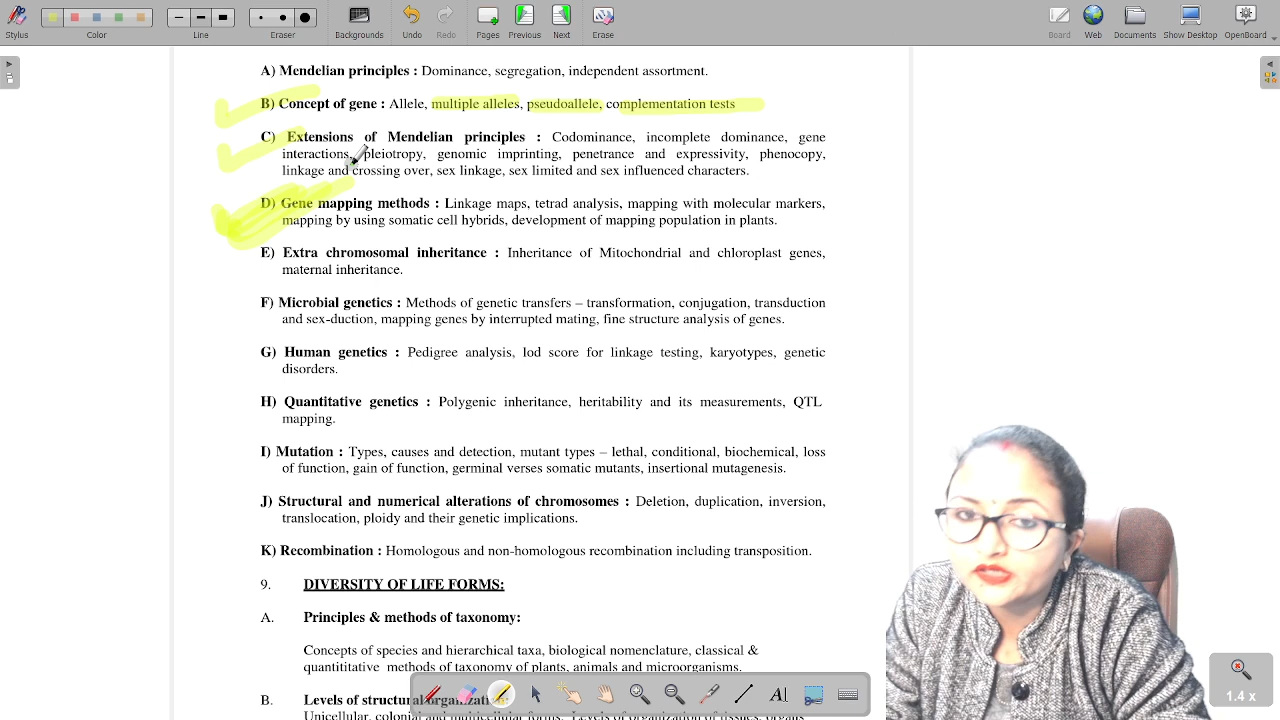 Stylus Color Line Eraser Backgrounds Undo Redo Pages Previous Next Erase Board Web Documents Show Desktop OpenBoard
A) Mendelian principles : Dominance, segregation, independent assortment.
B) Concept of gene : Allele, multiple alleles, pseudoallele, complementation tests
C) Extensions of Mendelian principles : Codominance, incomplete dominance, gene
interactions, pleiotropy, genomic imprinting, penetrance and expressivity, phenocopy,
linkage and crossing over, sex linkage, sex limited and sex influenced characters.
D) Gene mapping methods : Linkage maps, tetrad analysis, mapping with molecular markers,
mapping by using somatic cell hybrids, development of mapping population in plants.
E) Extra chromosomal inheritance : Inheritance of Mitochondrial and chloroplast genes,
maternal inheritance.
F) Microbial genetics : Methods of genetic transfers – transformation, conjugation, transduction
and sex-duction, mapping genes by interrupted mating, fine structure analysis of genes.
G) Human genetics : Pedigree analysis, lod score for linkage testing, karyotypes, genetic
disorders.
H) Quantitative genetics : Polygenic inheritance, heritability and its measurements, QTL
mapping.
I) Mutation : Types, causes and detection, mutant types – lethal, conditional, biochemical, loss
of function, gain of function, germinal verses somatic mutants, insertional mutagenesis.
J) Structural and numerical alterations of chromosomes : Deletion, duplication, inversion,
translocation, ploidy and their genetic implications.
K) Recombination : Homologous and non-homologous recombination including transposition.
9. DIVERSITY OF LIFE FORMS:
A. Principles & methods of taxonomy:
Concepts of species and hierarchical taxa, biological nomenclature, classical &
quantititative methods of taxonomy of plants, animals and microorganisms.
B. Levels of structural
1.4 x